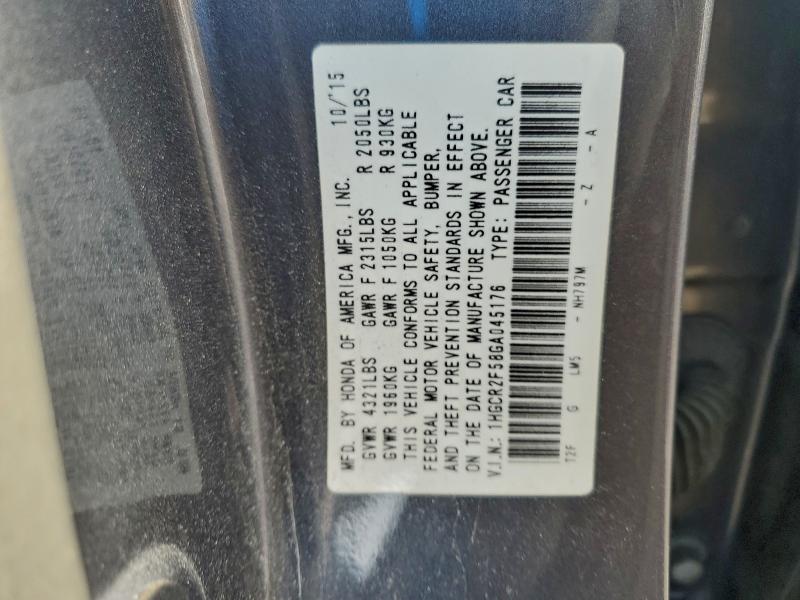 MFD. BY HONDA OF AMERICA MFG., INC. 10/'15
GVWR 4321LBS GAWR F 2315LBS R 2050LBS
GVWR 1960KG GAWR F 1050KG R 930KG
THIS VEHICLE CONFORMS TO ALL APPLICABLE
FEDERAL MOTOR VEHICLE SAFETY, BUMPER,
AND THEFT PREVENTION STANDARDS IN EFFECT
ON THE DATE OF MANUFACTURE SHOWN ABOVE.
V.I.N.: 1HGCR2F58GA045176 TYPE: PASSENGER CAR
T2F G LM5 - NH797M - Z - A